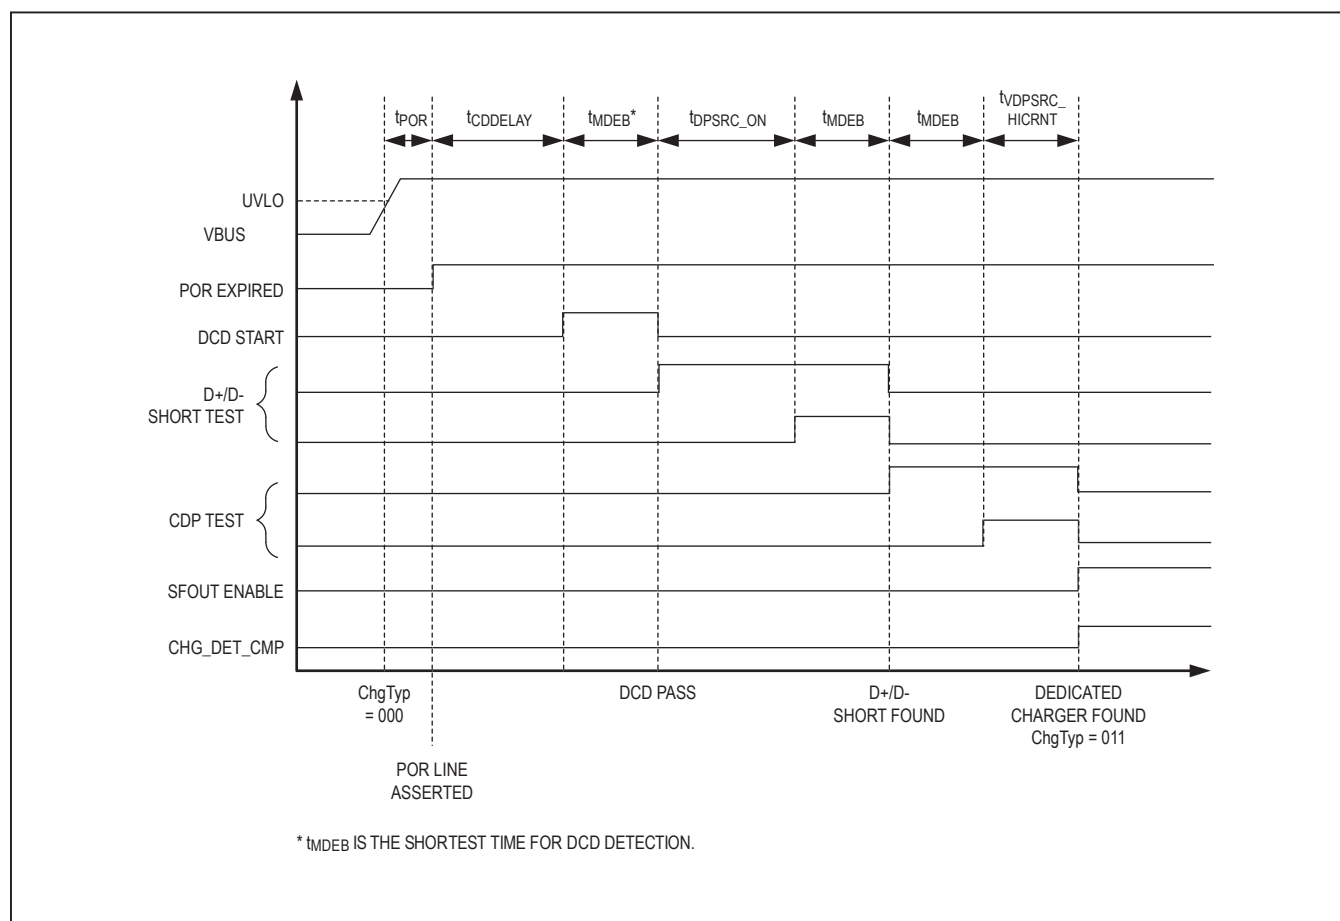 tPOR
tCDDELAY
tMDEB*
tDPSRC_ON
tMDEB
tMDEB
tVDPSRC_
HICRNT
UVLO
VBUS
POR EXPIRED
DCD START
D+/D-
SHORT TEST
CDP TEST
SFOUT ENABLE
CHG_DET_CMP
ChgTyp
= 000
POR LINE
ASSERTED
DCD PASS
D+/D-
SHORT FOUND
DEDICATED
CHARGER FOUND
ChgTyp = 011
* tMDEB IS THE SHORTEST TIME FOR DCD DETECTION.